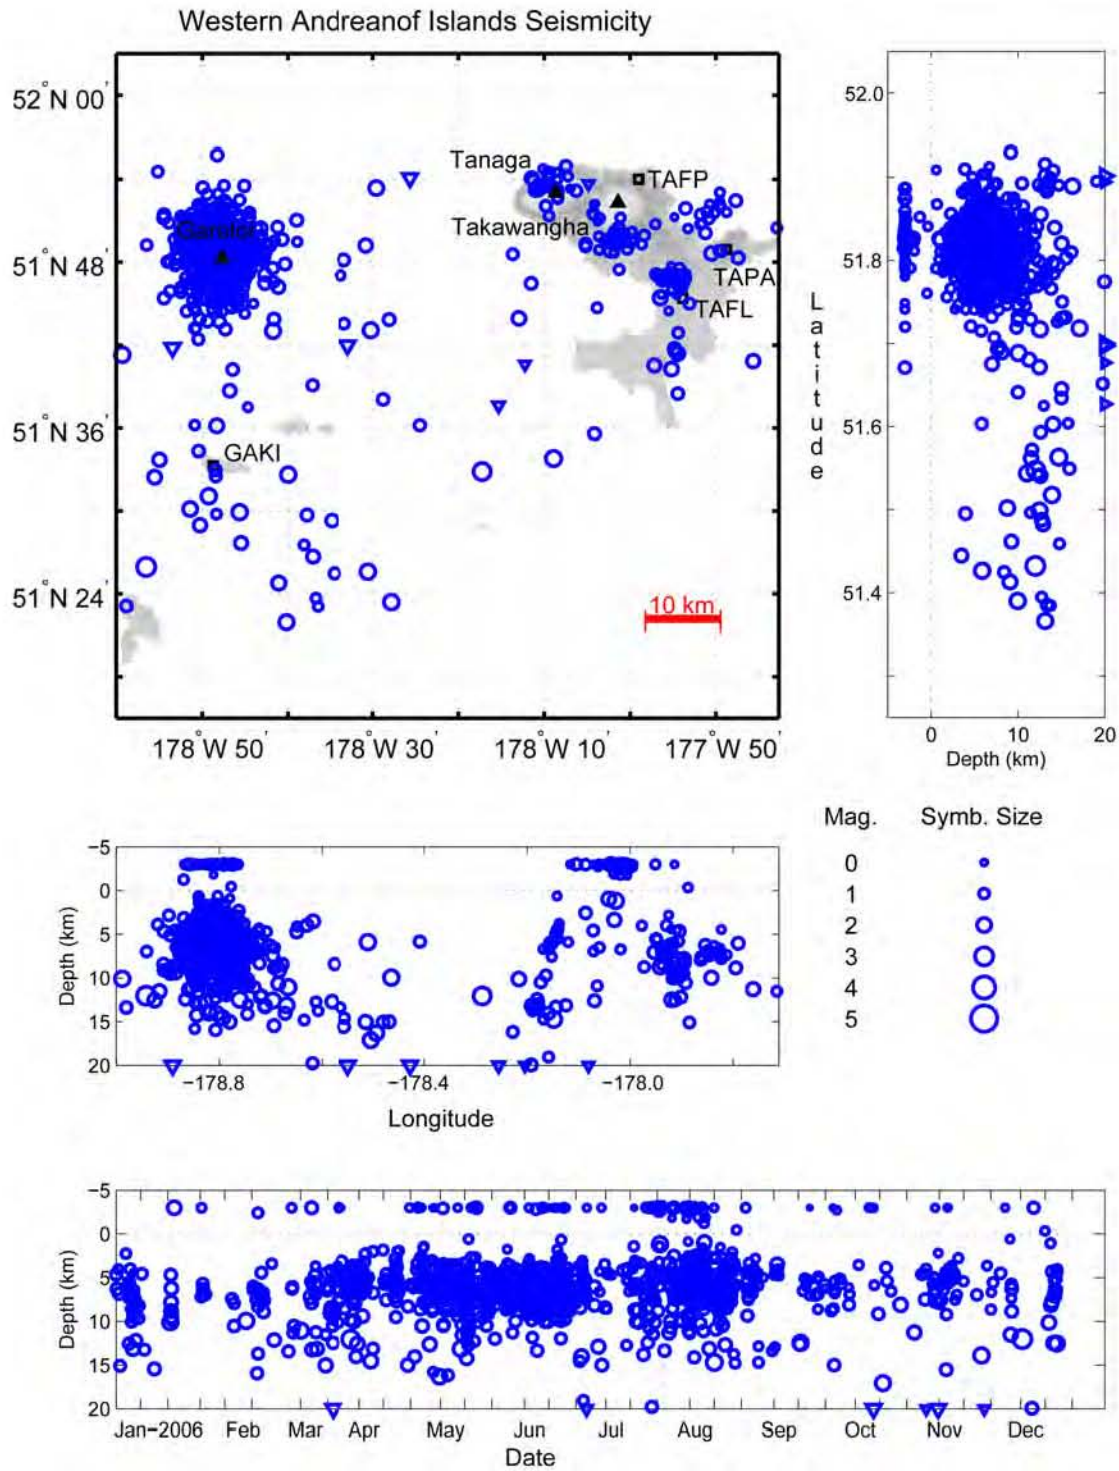 Western Andreanof Islands Seismicity
52°N 00'
51°N 48'
51°N 36'
51°N 24'
Tanaga
TAFP
Takawangha
Gareloi
TAPA
TAFL
GAKI
10 km
178°W 50'
178°W 30'
178°W 10'
177°W 50'
Latitude
52.0
51.8
51.6
51.4
0 10 20
Depth (km)
Mag. Symb. Size
0
1
2
3
4
5
Depth (km)
−5
0
5
10
15
20
−178.8 −178.4 −178.0
Longitude
Depth (km)
−5
0
5
10
15
20
Jan−2006 Feb Mar Apr May Jun Jul Aug Sep Oct Nov Dec
Date